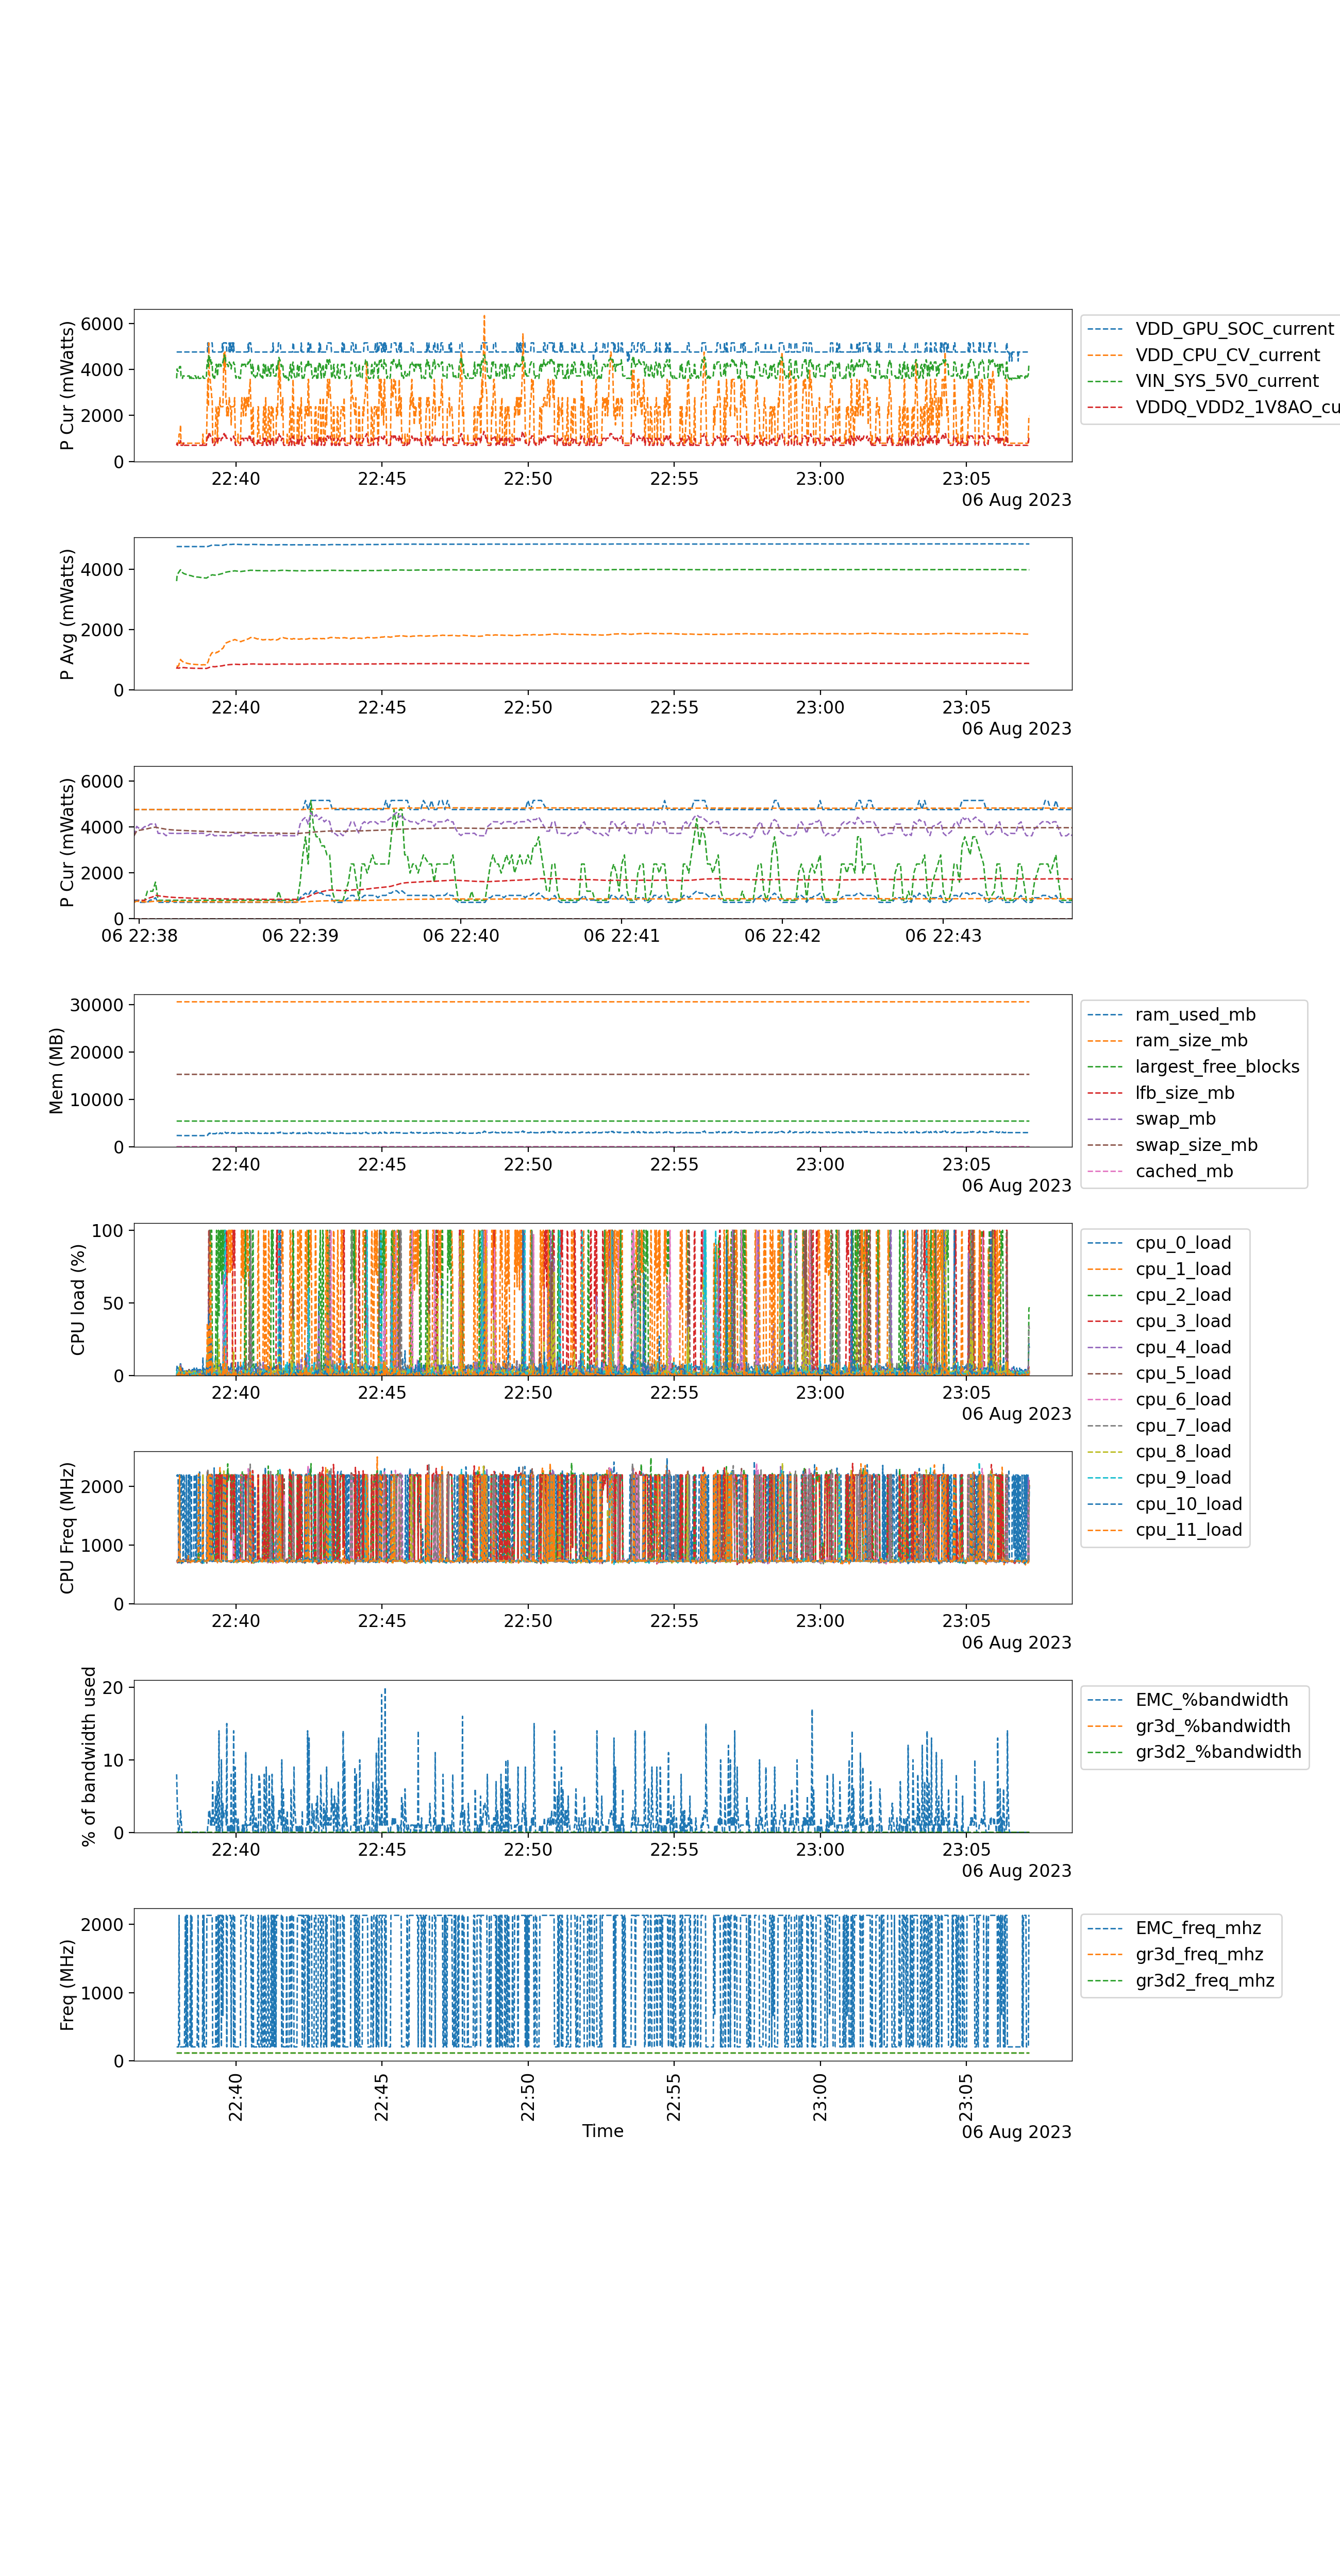 P Cur (mWatts)
6000
4000
2000
0
22:40 22:45 22:50 22:55 23:00 23:05
06 Aug 2023
VDD_GPU_SOC_current
VDD_CPU_CV_current
VIN_SYS_5V0_current
VDDQ_VDD2_1V8AO_cu
P Avg (mWatts)
4000
2000
0
22:40 22:45 22:50 22:55 23:00 23:05
06 Aug 2023
P Cur (mWatts)
6000
4000
2000
0
06 22:38 06 22:39 06 22:40 06 22:41 06 22:42 06 22:43
Mem (MB)
30000
20000
10000
0
22:40 22:45 22:50 22:55 23:00 23:05
06 Aug 2023
ram_used_mb
ram_size_mb
largest_free_blocks
lfb_size_mb
swap_mb
swap_size_mb
cached_mb
CPU load (%)
100
50
0
22:40 22:45 22:50 22:55 23:00 23:05
06 Aug 2023
cpu_0_load
cpu_1_load
cpu_2_load
cpu_3_load
cpu_4_load
cpu_5_load
cpu_6_load
cpu_7_load
cpu_8_load
cpu_9_load
cpu_10_load
cpu_11_load
CPU Freq (MHz)
2000
1000
0
22:40 22:45 22:50 22:55 23:00 23:05
06 Aug 2023
% of bandwidth used
20
10
0
22:40 22:45 22:50 22:55 23:00 23:05
06 Aug 2023
EMC_%bandwidth
gr3d_%bandwidth
gr3d2_%bandwidth
Freq (MHz)
2000
1000
0
22:40 22:45 22:50 22:55 23:00 23:05
Time
06 Aug 2023
EMC_freq_mhz
gr3d_freq_mhz
gr3d2_freq_mhz